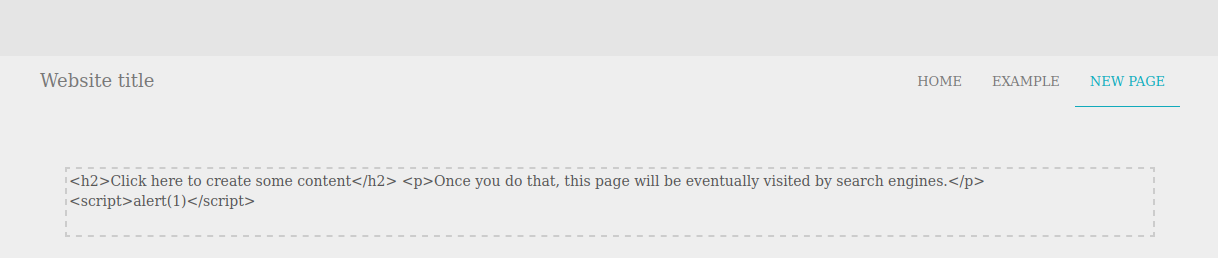 Website title
HOME EXAMPLE NEW PAGE
<h2>Click here to create some content</h2> <p>Once you do that, this page will be eventually visited by search engines.</p>
<script>alert(1)</script>